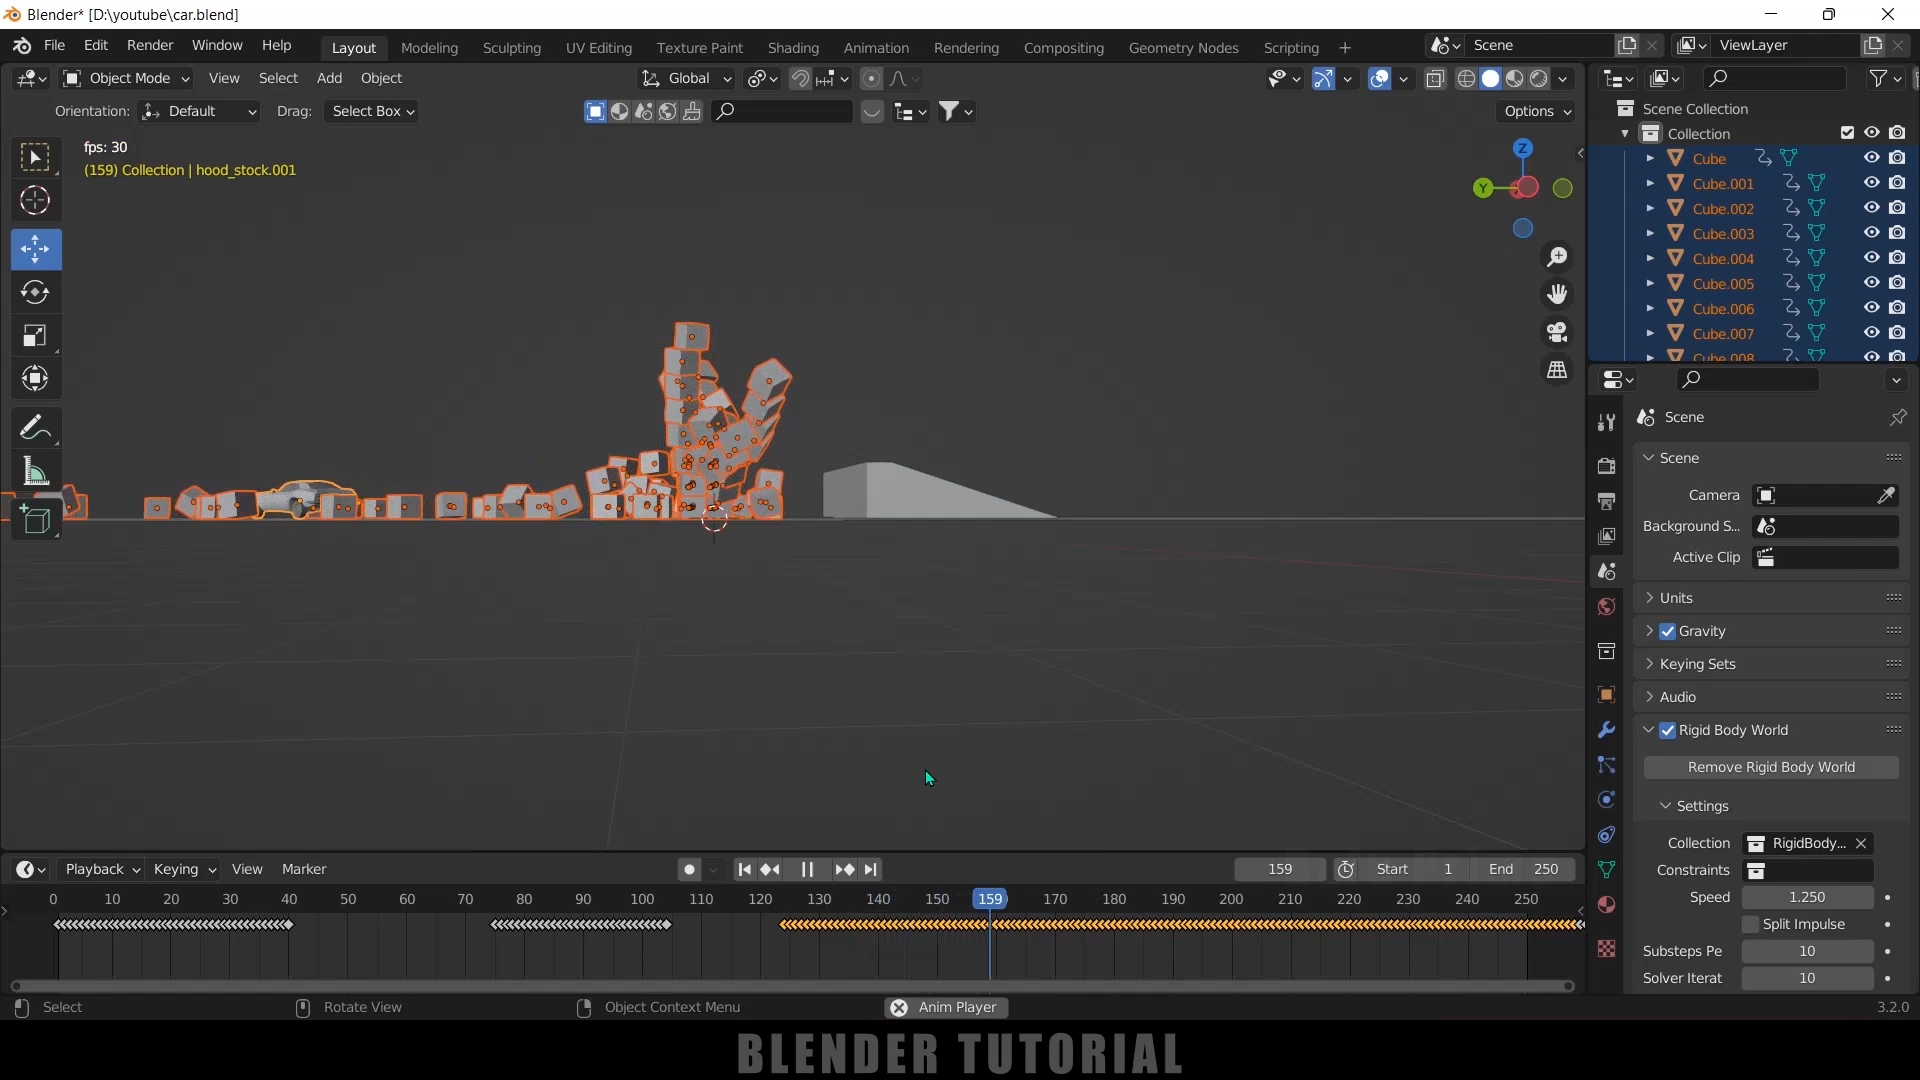 Blender* [D:\youtube\car.blend]
File Edit Render Window Help Layout Modeling Sculpting UV Editing Texture Paint Shading Animation Rendering Compositing Geometry Nodes Scripting + Scene ViewLayer
Object Mode View Select Add Object Global
Orientation: Default Drag: Select Box Options
fps: 30
(159) Collection | hood_stock.001
Z
Y
Scene Collection
Collection
Cube
Cube.001
Cube.002
Cube.003
Cube.004
Cube.005
Cube.006
Cube.007
Cube.008
Scene
Scene
Camera
Background S...
Active Clip
Units
Gravity
Keying Sets
Audio
Rigid Body World
Remove Rigid Body World
Settings
Collection RigidBody...
Constraints
Speed 1.250
Split Impulse
Substeps Pe 10
Solver Iterat 10
Playback Keying View Marker 159 Start 1 End 250
0 10 20 30 40 50 60 70 80 90 100 110 120 130 140 150 159 170 180 190 200 210 220 230 240 250
Select Rotate View Object Context Menu Anim Player 3.2.0
BLENDER TUTORIAL